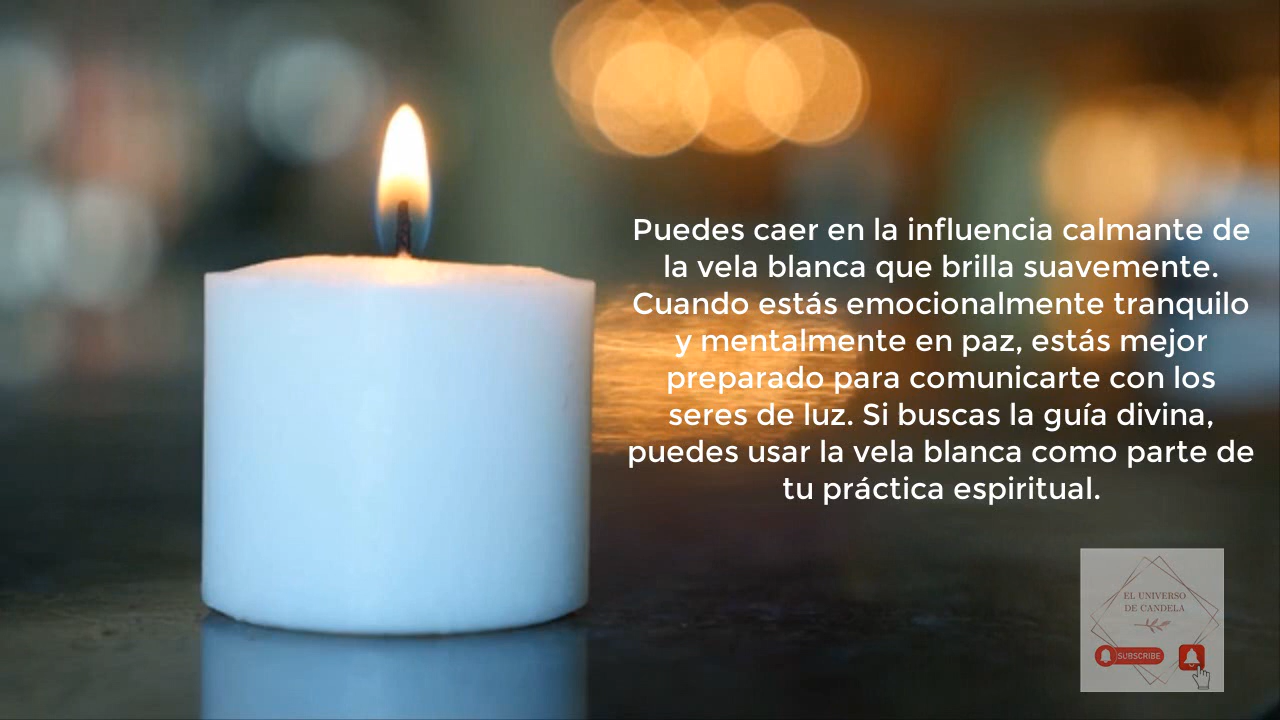 Puedes caer en la influencia calmante de
la vela blanca que brilla suavemente.
Cuando estás emocionalmente tranquilo
y mentalmente en paz, estás mejor
preparado para comunicarte con los
seres de luz. Si buscas la guía divina,
puedes usar la vela blanca como parte de
tu práctica espiritual.
EL UNIVERSO
DE CANDELA
SUBSCRIBE